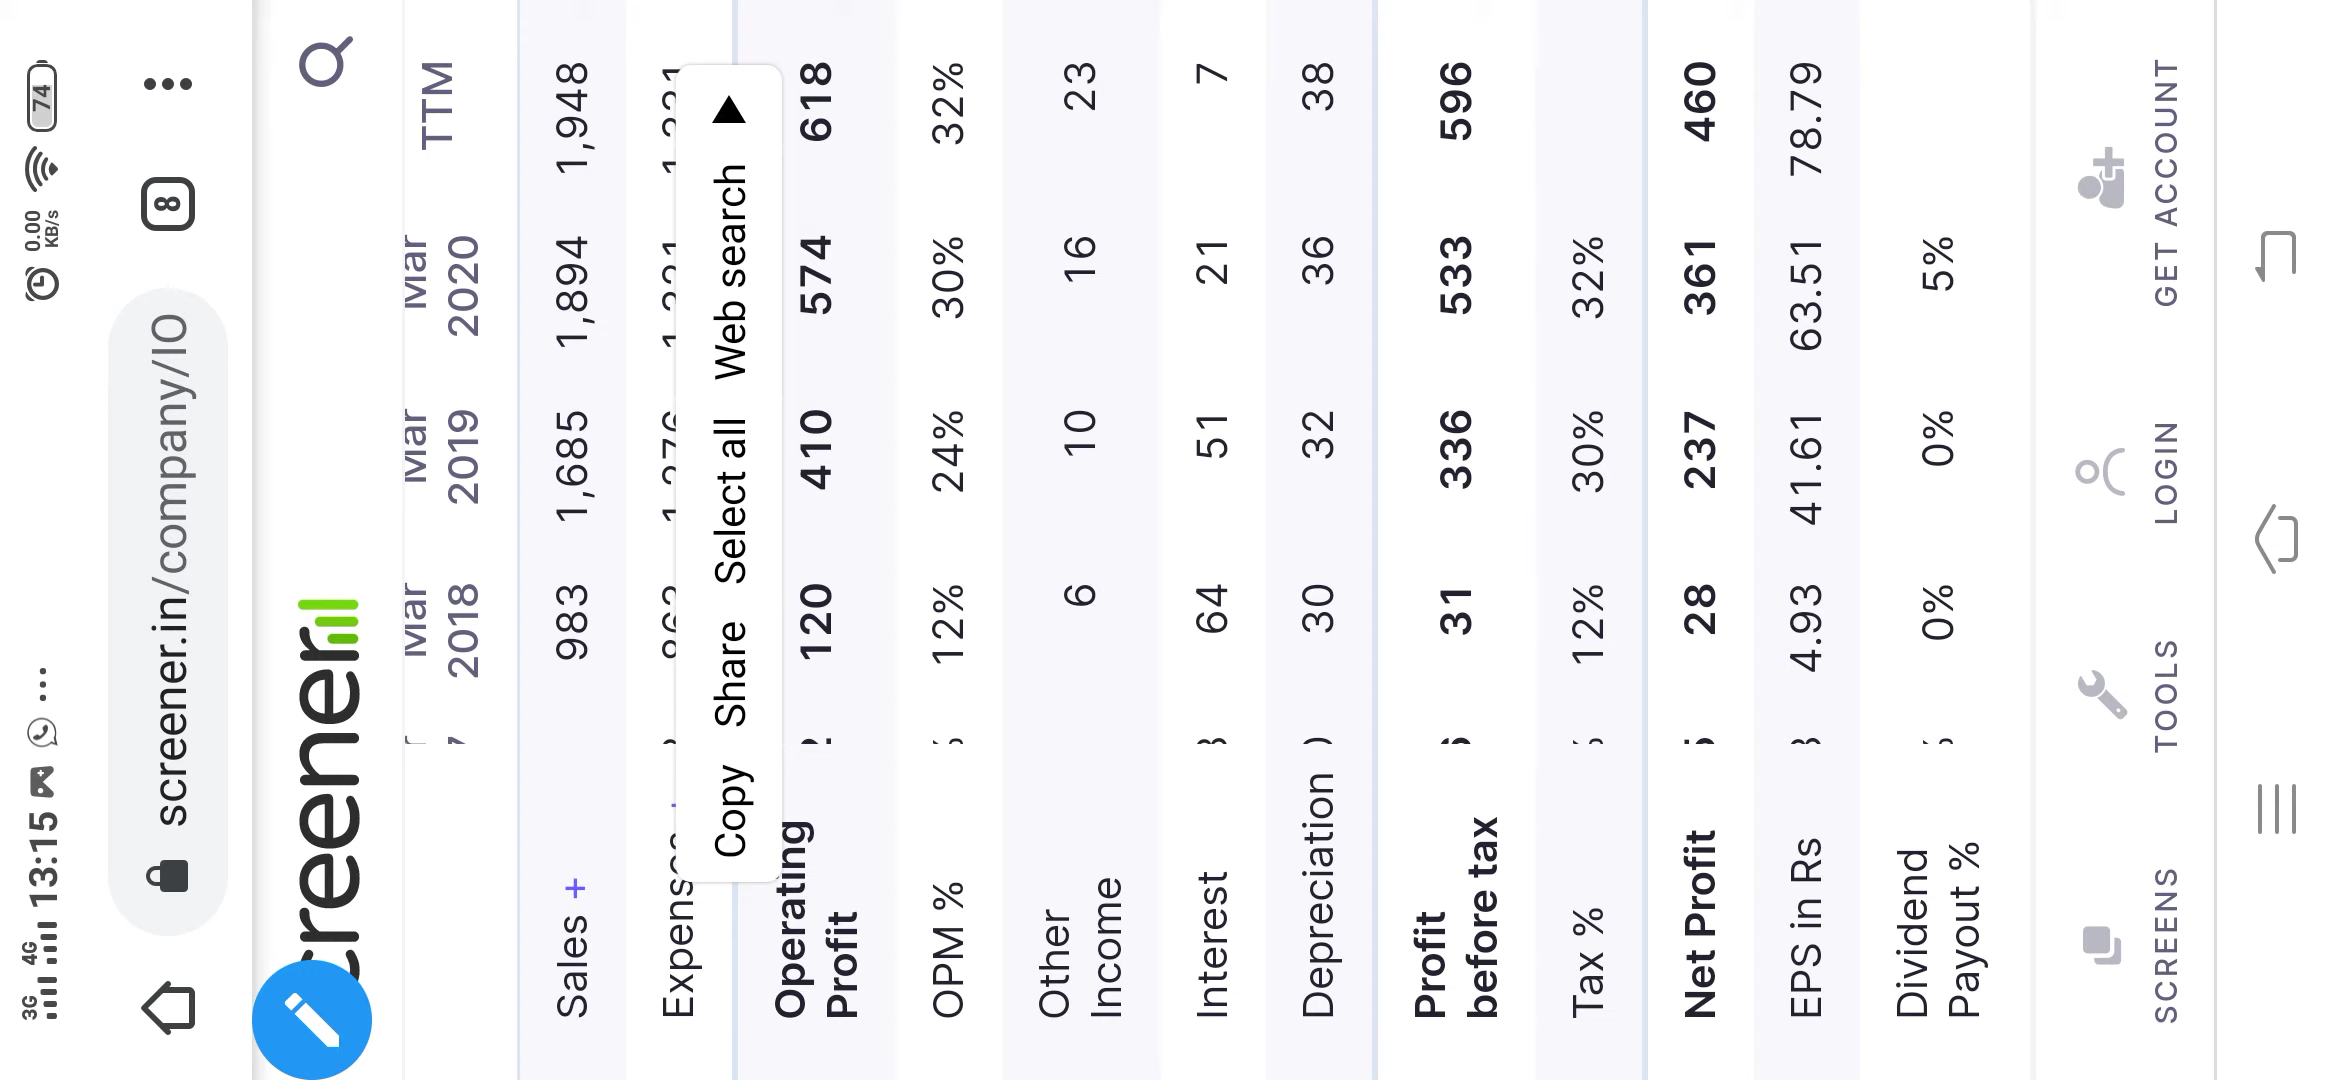 3G 4G 13:15 ... 0.00 KB/s 74
screener.in/company/IO 8
creener
Mar 2018 Mar 2019 Mar 2020 TTM
Sales + 983 1,685 1,894 1,948
Copy Share Select all Web search
Operating Profit 120 410 574 618
OPM % 12% 24% 30% 32%
Other Income 6 10 16 23
Interest 64 51 21 7
Depreciation 30 32 36 38
Profit before tax 31 336 533 596
Tax % 12% 30% 32%
Net Profit 28 237 361 460
EPS in Rs 4.93 41.61 63.51 78.79
Dividend Payout % 0% 0% 5%
SCREENS TOOLS LOGIN GET ACCOUNT